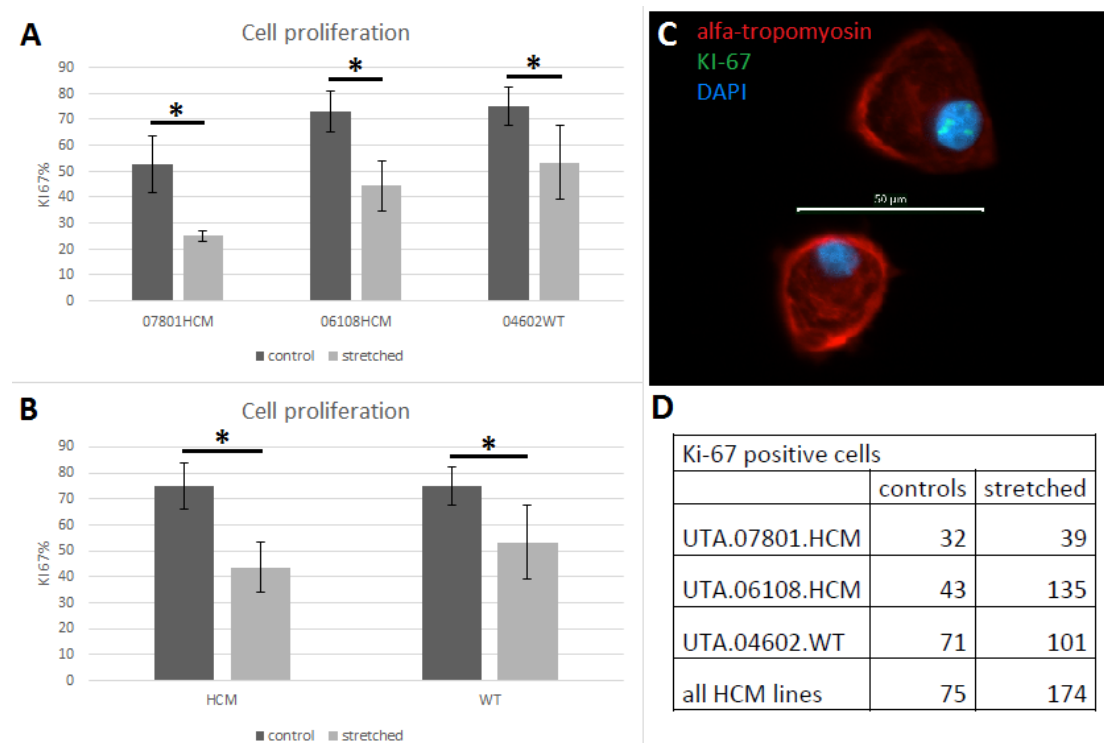 A
Cell proliferation
90
80
70
60
50
40
30
20
10
0
KI67%
* * *
07801HCM 06108HCM 04602WT
control stretched
B
Cell proliferation
90
80
70
60
50
40
30
20
10
0
KI67%
* *
HCM WT
control stretched
C
alfa-tropomyosin
KI-67
DAPI
50 µm
D
Ki-67 positive cells
controls stretched
UTA.07801.HCM 32 39
UTA.06108.HCM 43 135
UTA.04602.WT 71 101
all HCM lines 75 174